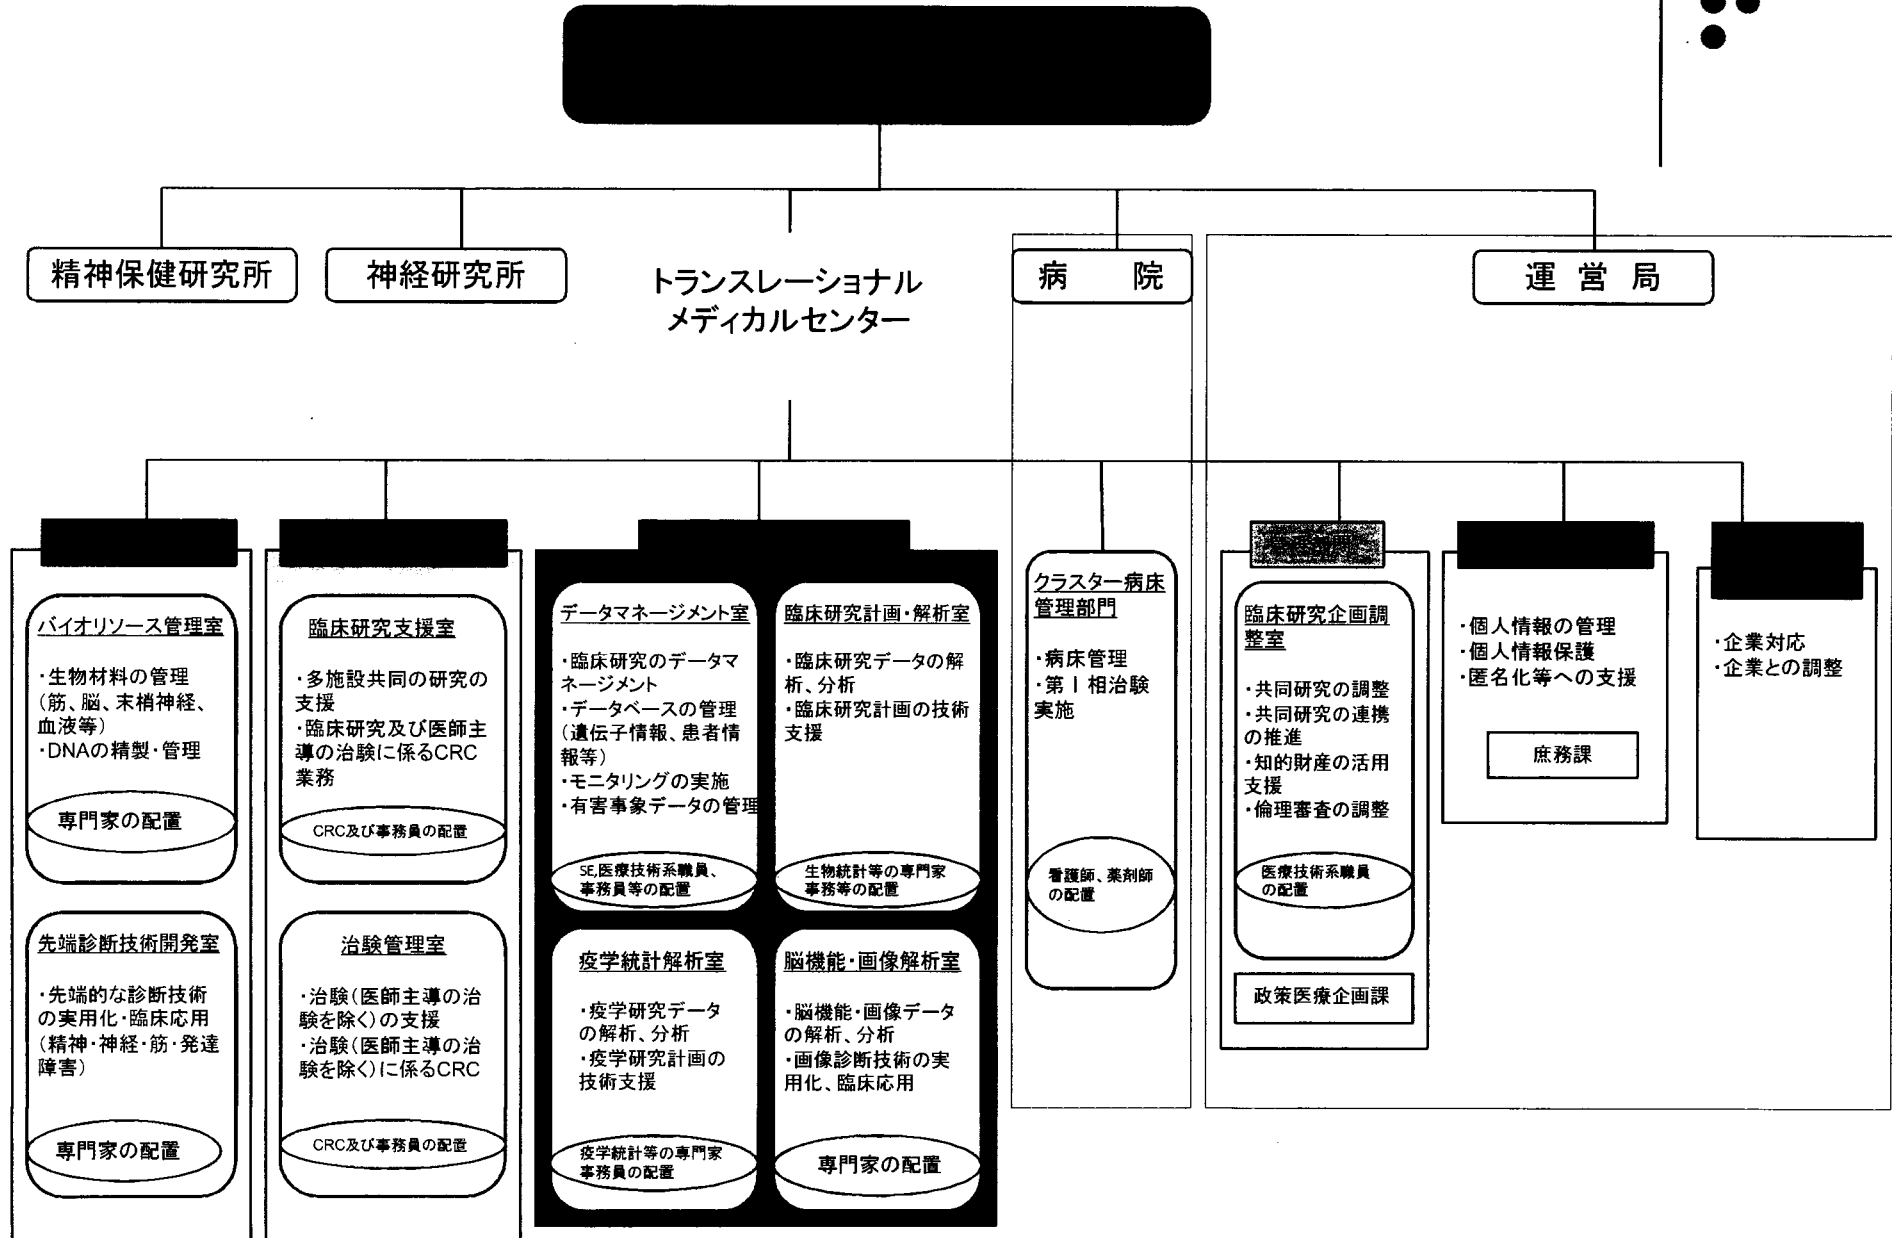 精神保健研究所
神経研究所
トランスレーショナル
メディカルセンター
病　院
運 営 局
バイオリソース管理室
・生物材料の管理
(筋、脳、末梢神経、
血液等)
・DNAの精製・管理
専門家の配置
先端診断技術開発室
・先端的な診断技術
の実用化・臨床応用
(精神・神経・筋・発達
障害)
専門家の配置
臨床研究支援室
・多施設共同の研究の
支援
・臨床研究及び医師主
導の治験に係るCRC
業務
CRC及び事務員の配置
治験管理室
・治験(医師主導の治
験を除く)の支援
・治験(医師主導の治
験を除く)に係るCRC
CRC及び事務員の配置
データマネージメント室
・臨床研究のデータマ
ネージメント
・データベースの管理
(遺伝子情報、患者情
報等)
・モニタリングの実施
・有害事象データの管理
SE,医療技術系職員、
事務員等の配置
臨床研究計画・解析室
・臨床研究データの解
析、分析
・臨床研究計画の技術
支援
生物統計等の専門家
事務等の配置
疫学統計解析室
・疫学研究データ
の解析、分析
・疫学研究計画の
技術支援
疫学統計等の専門家
事務員の配置
脳機能・画像解析室
・脳機能・画像データ
の解析、分析
・画像診断技術の実
用化、臨床応用
専門家の配置
クラスター病床
管理部門
・病床管理
・第Ⅰ相治験
実施
看護師、薬剤師
の配置
臨床研究企画調
整室
・共同研究の調整
・共同研究の連携
の推進
・知的財産の活用
支援
・倫理審査の調整
医療技術系職員
の配置
政策医療企画課
・個人情報の管理
・個人情報保護
・匿名化等への支援
庶務課
・企業対応
・企業との調整